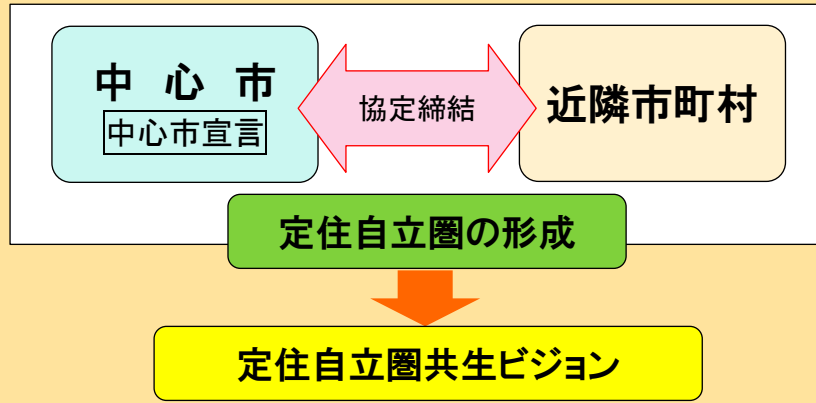 中 心 市
中心市宣言
協定締結
近隣市町村
定住自立圏の形成
定住自立圏共生ビジョン